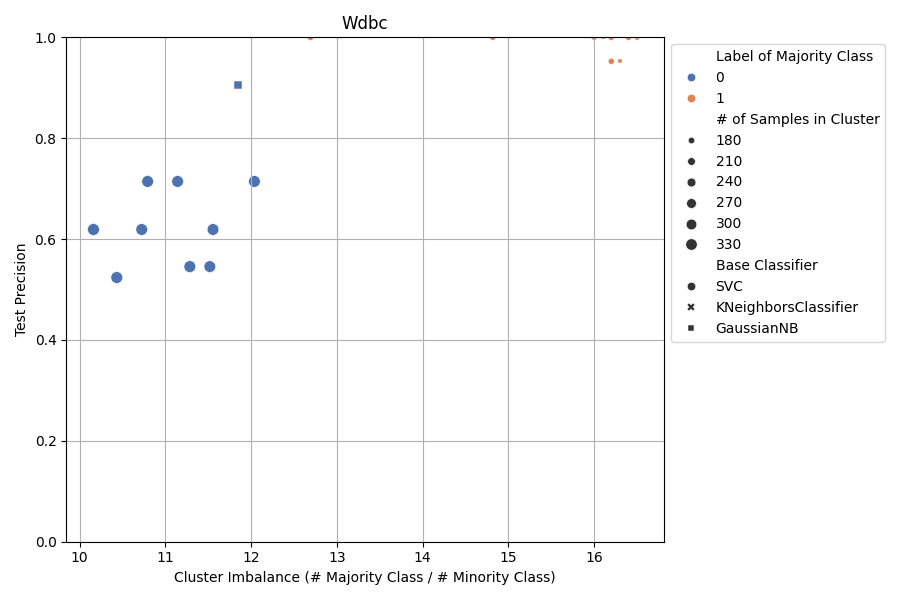 Wdbc
1.0
0.8
0.6
0.4
0.2
0.0
Test Precision
10
11
12
13
14
15
16
Cluster Imbalance (# Majority Class / # Minority Class)
Label of Majority Class
0
1
# of Samples in Cluster
180
210
240
270
300
330
Base Classifier
SVC
KNeighborsClassifier
GaussianNB